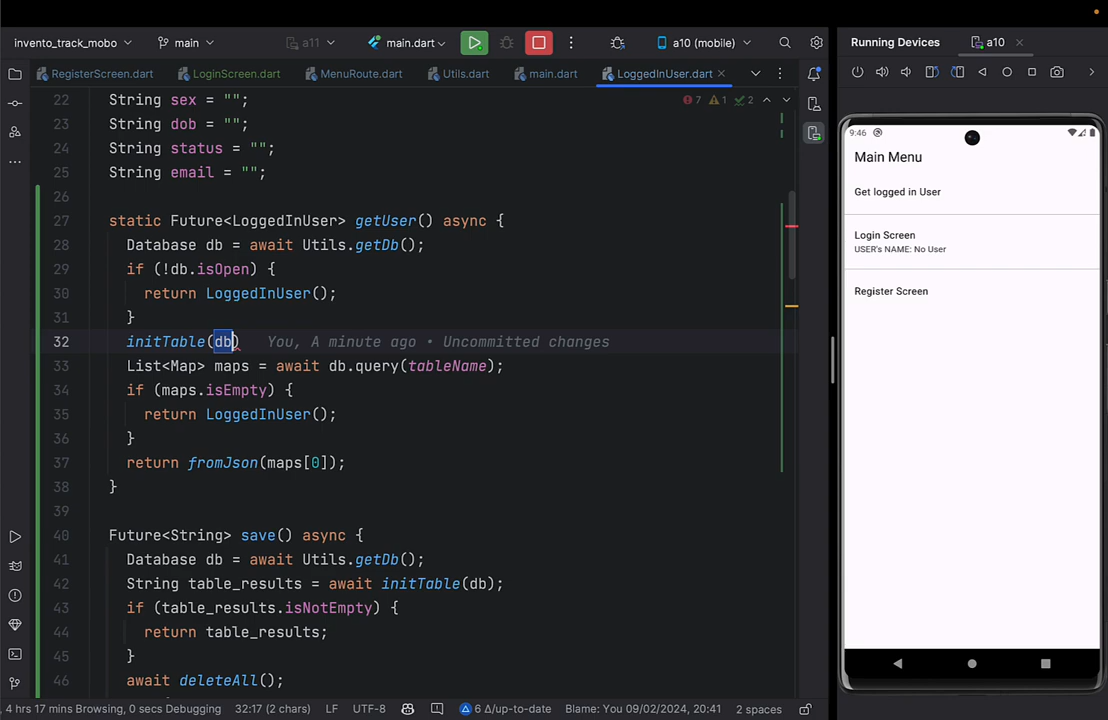 invento_track_mobo
main
a11
main.dart
a10 (mobile)
Running Devices
a10
RegisterScreen.dart
LoginScreen.dart
MenuRoute.dart
Utils.dart
main.dart
LoggedInUser.dart
7 1 2
22 String sex = "";
23 String dob = "";
24 String status = "";
25 String email = "";
26
27 static Future<LoggedInUser> getUser() async {
28 Database db = await Utils.getDb();
29 if (!db.isOpen) {
30 return LoggedInUser();
31 }
32 initTable(db) You, A minute ago • Uncommitted changes
33 List<Map> maps = await db.query(tableName);
34 if (maps.isEmpty) {
35 return LoggedInUser();
36 }
37 return fromJson(maps[0]);
38 }
39
40 Future<String> save() async {
41 Database db = await Utils.getDb();
42 String table_results = await initTable(db);
43 if (table_results.isNotEmpty) {
44 return table_results;
45 }
46 await deleteAll();
9:46
Main Menu
Get logged in User
Login Screen
USER's NAME: No User
Register Screen
, 4 hrs 17 mins Browsing, 0 secs Debugging
32:17 (2 chars)
LF
UTF-8
6 Δ/up-to-date
Blame: You 09/02/2024, 20:41
2 spaces